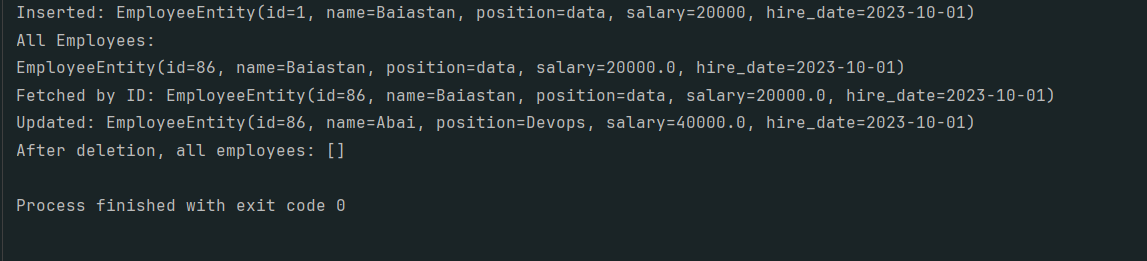 Inserted: EmployeeEntity(id=1, name=Baiastan, position=data, salary=20000, hire_date=2023-10-01)
All Employees:
EmployeeEntity(id=86, name=Baiastan, position=data, salary=20000.0, hire_date=2023-10-01)
Fetched by ID: EmployeeEntity(id=86, name=Baiastan, position=data, salary=20000.0, hire_date=2023-10-01)
Updated: EmployeeEntity(id=86, name=Abai, position=Devops, salary=40000.0, hire_date=2023-10-01)
After deletion, all employees: []
Process finished with exit code 0